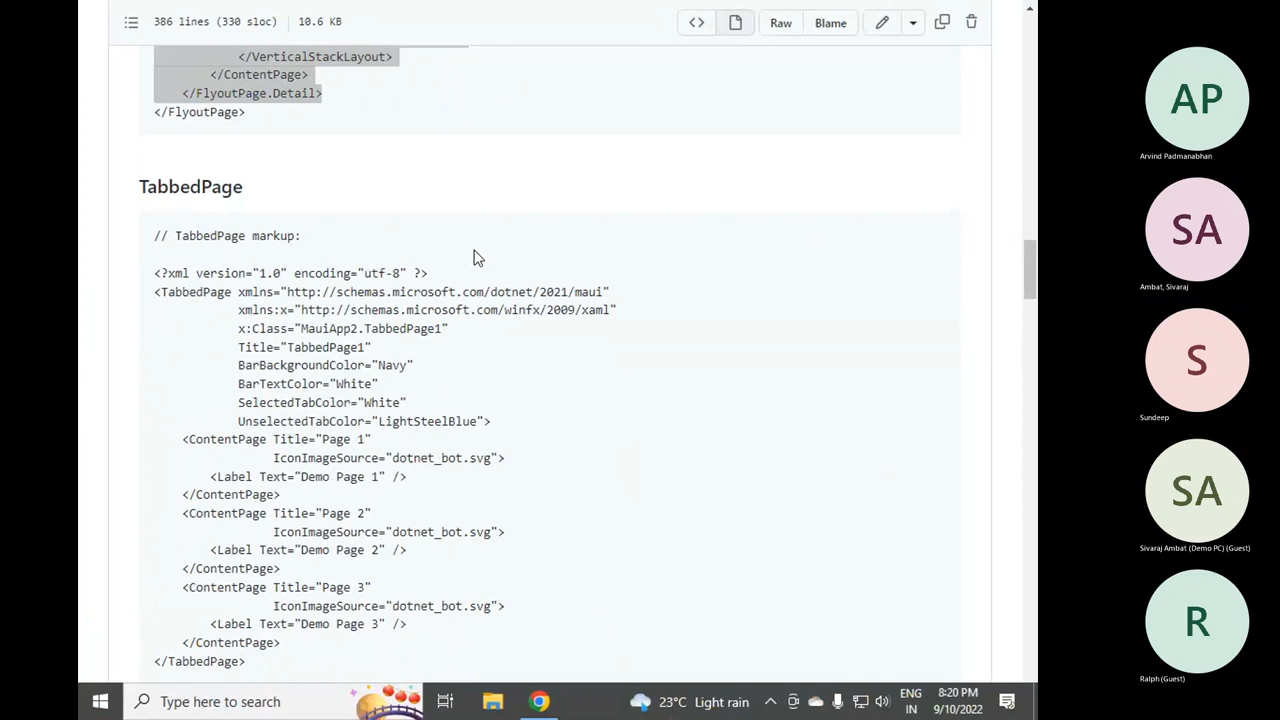 386 lines (330 sloc) 10.6 KB
Raw Blame
</VerticalStackLayout>
</ContentPage>
</FlyoutPage.Detail>
</FlyoutPage>
TabbedPage
// TabbedPage markup:
<?xml version="1.0" encoding="utf-8" ?>
<TabbedPage xmlns="http://schemas.microsoft.com/dotnet/2021/maui"
xmlns:x="http://schemas.microsoft.com/winfx/2009/xaml"
x:Class="MauiApp2.TabbedPage1"
Title="TabbedPage1"
BarBackgroundColor="Navy"
BarTextColor="White"
SelectedTabColor="White"
UnselectedTabColor="LightSteelBlue">
<ContentPage Title="Page 1"
IconImageSource="dotnet_bot.svg">
<Label Text="Demo Page 1" />
</ContentPage>
<ContentPage Title="Page 2"
IconImageSource="dotnet_bot.svg">
<Label Text="Demo Page 2" />
</ContentPage>
<ContentPage Title="Page 3"
IconImageSource="dotnet_bot.svg">
<Label Text="Demo Page 3" />
</ContentPage>
</TabbedPage>
Type here to search
23°C Light rain
ENG
IN
8:20 PM
9/10/2022
AP
Arvind Padmanabhan
SA
Ambat, Sivaraj
S
Sundeep
SA
Sivaraj Ambat (Demo PC) (Guest)
R
Ralph (Guest)